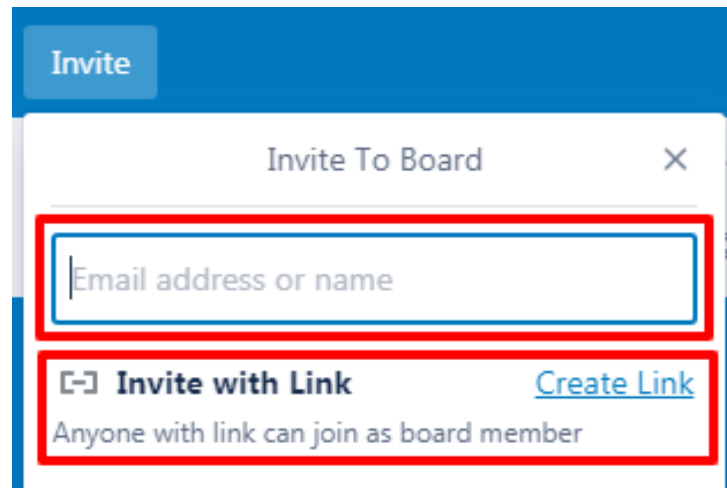 Invite
Invite To Board
Email address or name
Invite with Link Create Link
Anyone with link can join as board member